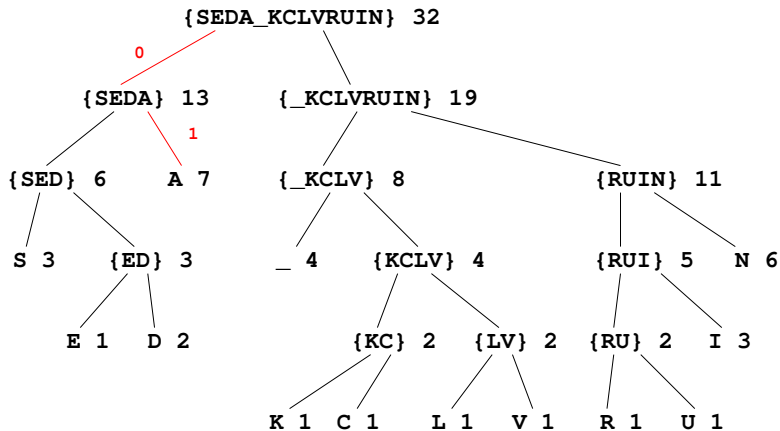 {SEDA_KCLVRUIN} 32
0
{SEDA} 13 {_KCLVRUIN} 19
1
{SED} 6 A 7 {_KCLV} 8 {RUIN} 11
S 3 {ED} 3 _ 4 {KCLV} 4 {RUI} 5 N 6
E 1 D 2 {KC} 2 {LV} 2 {RU} 2 I 3
K 1 C 1 L 1 V 1 R 1 U 1